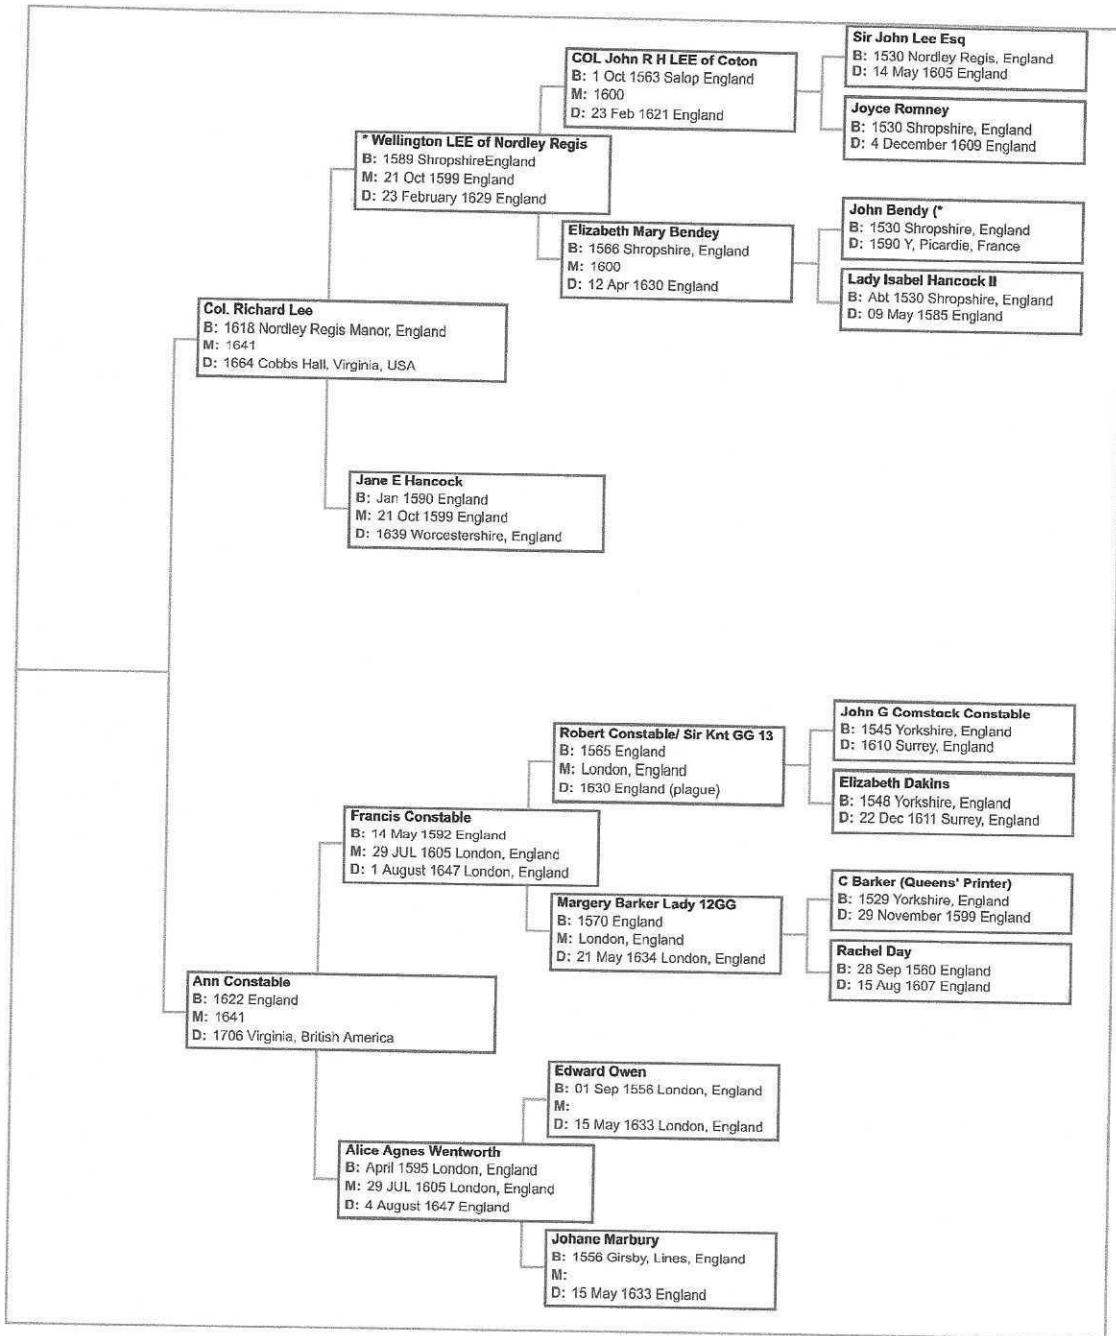 Sir John Lee Esq
B: 1530 Nordley Regis, England
D: 14 May 1605 England
COL John R H LEE of Coton
B: 1 Oct 1563 Salop England
M: 1600
D: 23 Feb 1621 England
Joyce Romney
B: 1530 Shropshire, England
D: 4 December 1609 England
* Wellington LEE of Nordley Regis
B: 1589 ShropshireEngland
M: 21 Oct 1599 England
D: 23 February 1629 England
John Bendy (*
B: 1530 Shropshire, England
D: 1590 Y, Picardie, France
Elizabeth Mary Bendey
B: 1566 Shropshire, England
M: 1600
D: 12 Apr 1630 England
Lady Isabel Hancock II
B: Abt 1530 Shropshire, England
D: 09 May 1585 England
Col. Richard Lee
B: 1618 Nordley Regis Manor, England
M: 1641
D: 1664 Cobbs Hall, Virginia, USA
Jane E Hancock
B: Jan 1590 England
M: 21 Oct 1599 England
D: 1639 Worcestershire, England
John G Comstock Constable
B: 1545 Yorkshire, England
D: 1610 Surrey, England
Robert Constable/ Sir Knt GG 13
B: 1565 England
M: London, England
D: 1630 England (plague)
Elizabeth Dakins
B: 1548 Yorkshire, England
D: 22 Dec 1611 Surrey, England
Francis Constable
B: 14 May 1592 England
M: 29 JUL 1605 London, England
D: 1 August 1647 London, England
C Barker (Queens' Printer)
B: 1529 Yorkshire, England
D: 29 November 1599 England
Margery Barker Lady 12GG
B: 1570 England
M: London, England
D: 21 May 1634 London, England
Rachel Day
B: 28 Sep 1560 England
D: 15 Aug 1607 England
Ann Constable
B: 1622 England
M: 1641
D: 1706 Virginia, British America
Edward Owen
B: 01 Sep 1556 London, England
M:
D: 15 May 1633 London, England
Alice Agnes Wentworth
B: April 1595 London, England
M: 29 JUL 1605 London, England
D: 4 August 1647 England
Johane Marbury
B: 1556 Girsby, Lines, England
M:
D: 15 May 1633 England